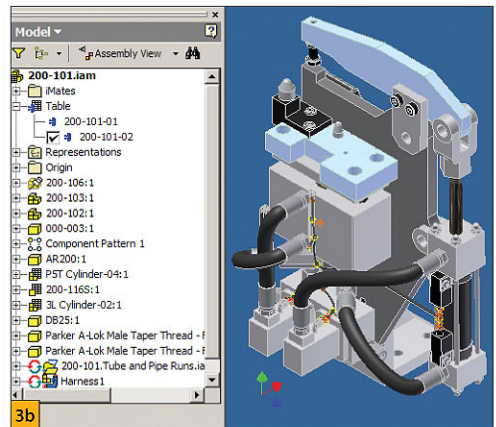 Model
Assembly View
200-101.iam
iMates
Table
200-101-01
200-101-02
Representations
Origin
200-106:1
200-103:1
200-102:1
000-003:1
Component Pattern 1
AR200:1
PST Cylinder-04:1
200-116S:1
3L Cylinder-02:1
DB25:1
Parker A-Lok Male Taper Thread - F
Parker A-Lok Male Taper Thread - F
200-101.Tube and Pipe Runs.ia
Harness1
3b